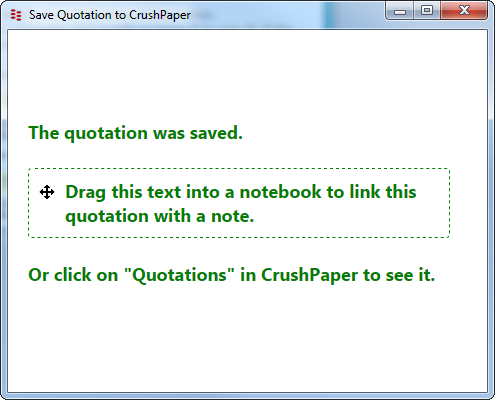 Save Quotation to CrushPaper
The quotation was saved.
Drag this text into a notebook to link this
quotation with a note.
Or click on "Quotations" in CrushPaper to see it.